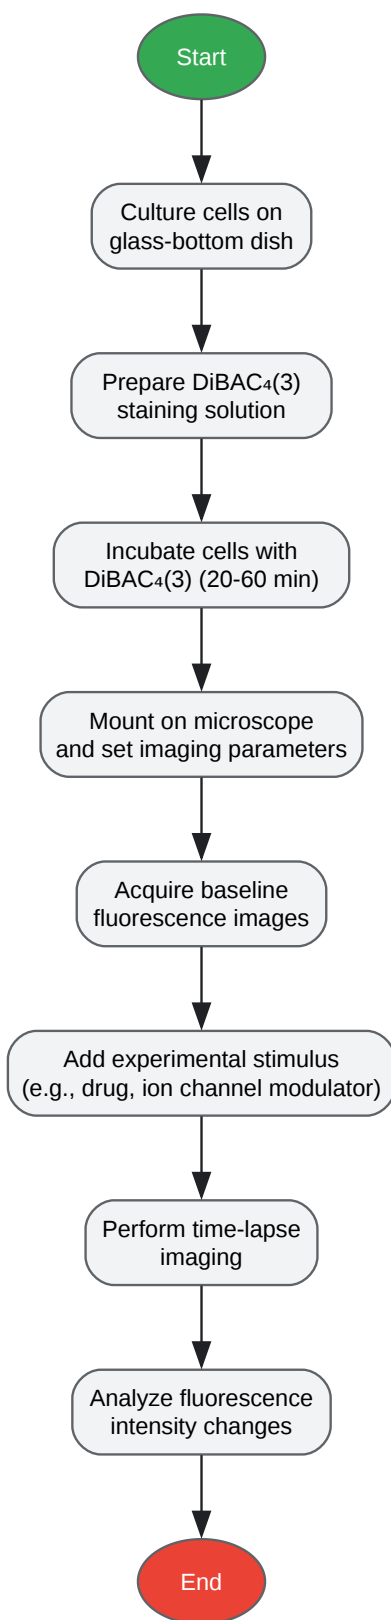 Start
Culture cells on
glass-bottom dish
Prepare DiBAC₄(3)
staining solution
Incubate cells with
DiBAC₄(3) (20-60 min)
Mount on microscope
and set imaging parameters
Acquire baseline
fluorescence images
Add experimental stimulus
(e.g., drug, ion channel modulator)
Perform time-lapse
imaging
Analyze fluorescence
intensity changes
End